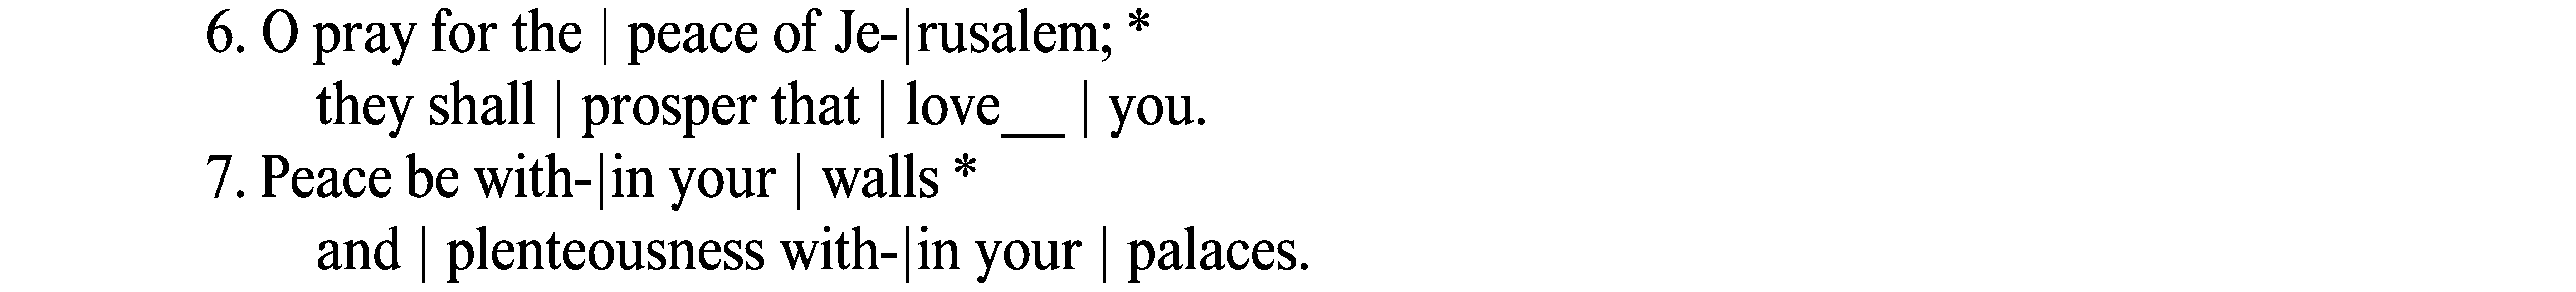 6. O pray for the | peace of Je-|rusalem; *
they shall | prosper that | love__ | you.
7. Peace be with-|in your | walls *
and | plenteousness with-|in your | palaces.